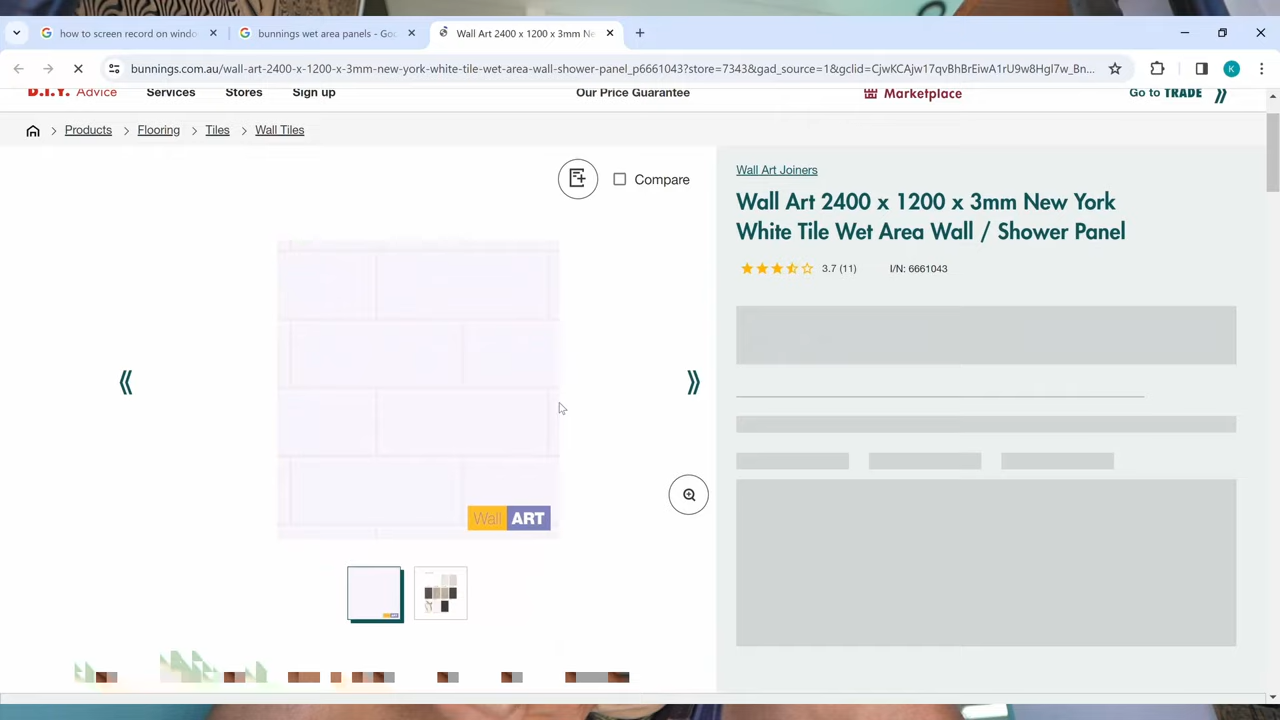 how to screen record on windo
bunnings wet area panels - Goo
Wall Art 2400 x 1200 x 3mm Ne
bunnings.com.au/wall-art-2400-x-1200-x-3mm-new-york-white-tile-wet-area-wall-shower-panel_p6661043?store=7343&gad_source=1&gclid=CjwKCAjw17qvBhBrEiwA1rU9w8Hgl7w_Bn...
K
D.I.Y. Advice
Services
Stores
Sign up
Our Price Guarantee
Marketplace
Go to TRADE
Products
Flooring
Tiles
Wall Tiles
Compare
Wall Art Joiners
Wall Art 2400 x 1200 x 3mm New York
White Tile Wet Area Wall / Shower Panel
3.7 (11)
I/N: 6661043
Wall ART